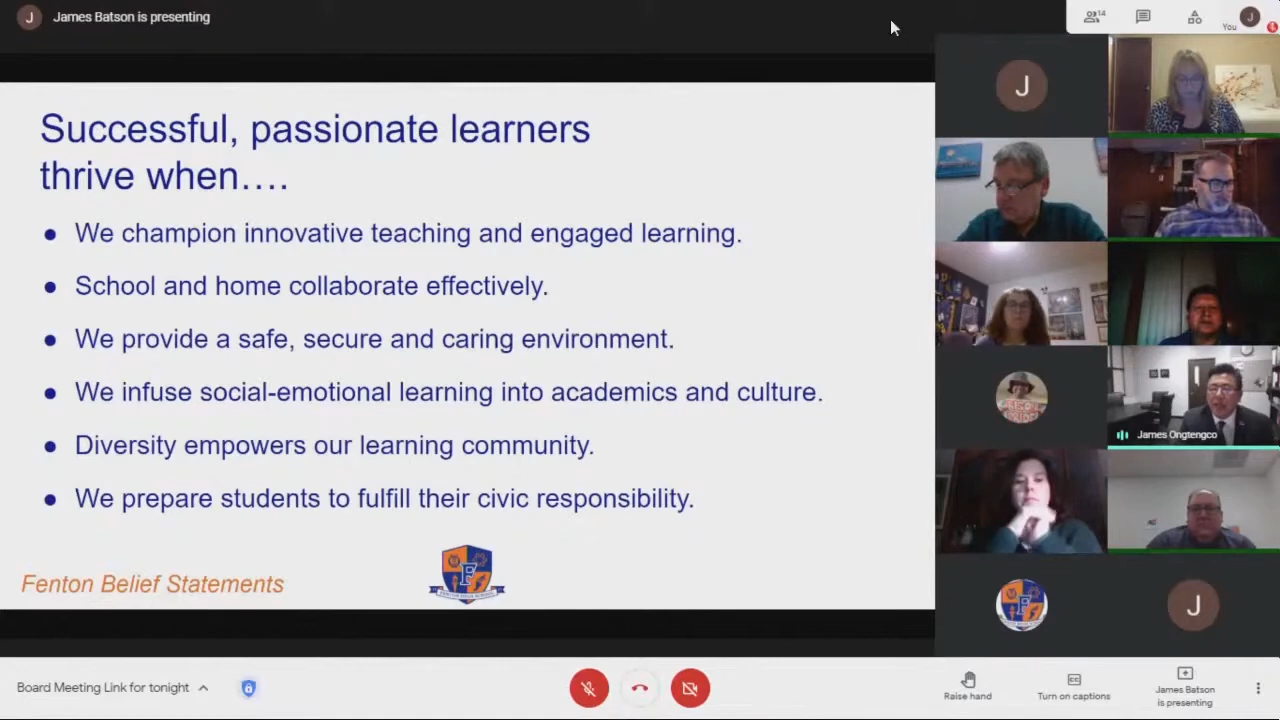 J
James Batson is presenting
14
You
J
J
Successful, passionate learners
thrive when….
● We champion innovative teaching and engaged learning.
● School and home collaborate effectively.
● We provide a safe, secure and caring environment.
● We infuse social-emotional learning into academics and culture.
● Diversity empowers our learning community.
● We prepare students to fulfill their civic responsibility.
Fenton Belief Statements
F
James Ongtengco
F
J
Board Meeting Link for tonight
Raise hand
CC
Turn on captions
James Batson
is presenting